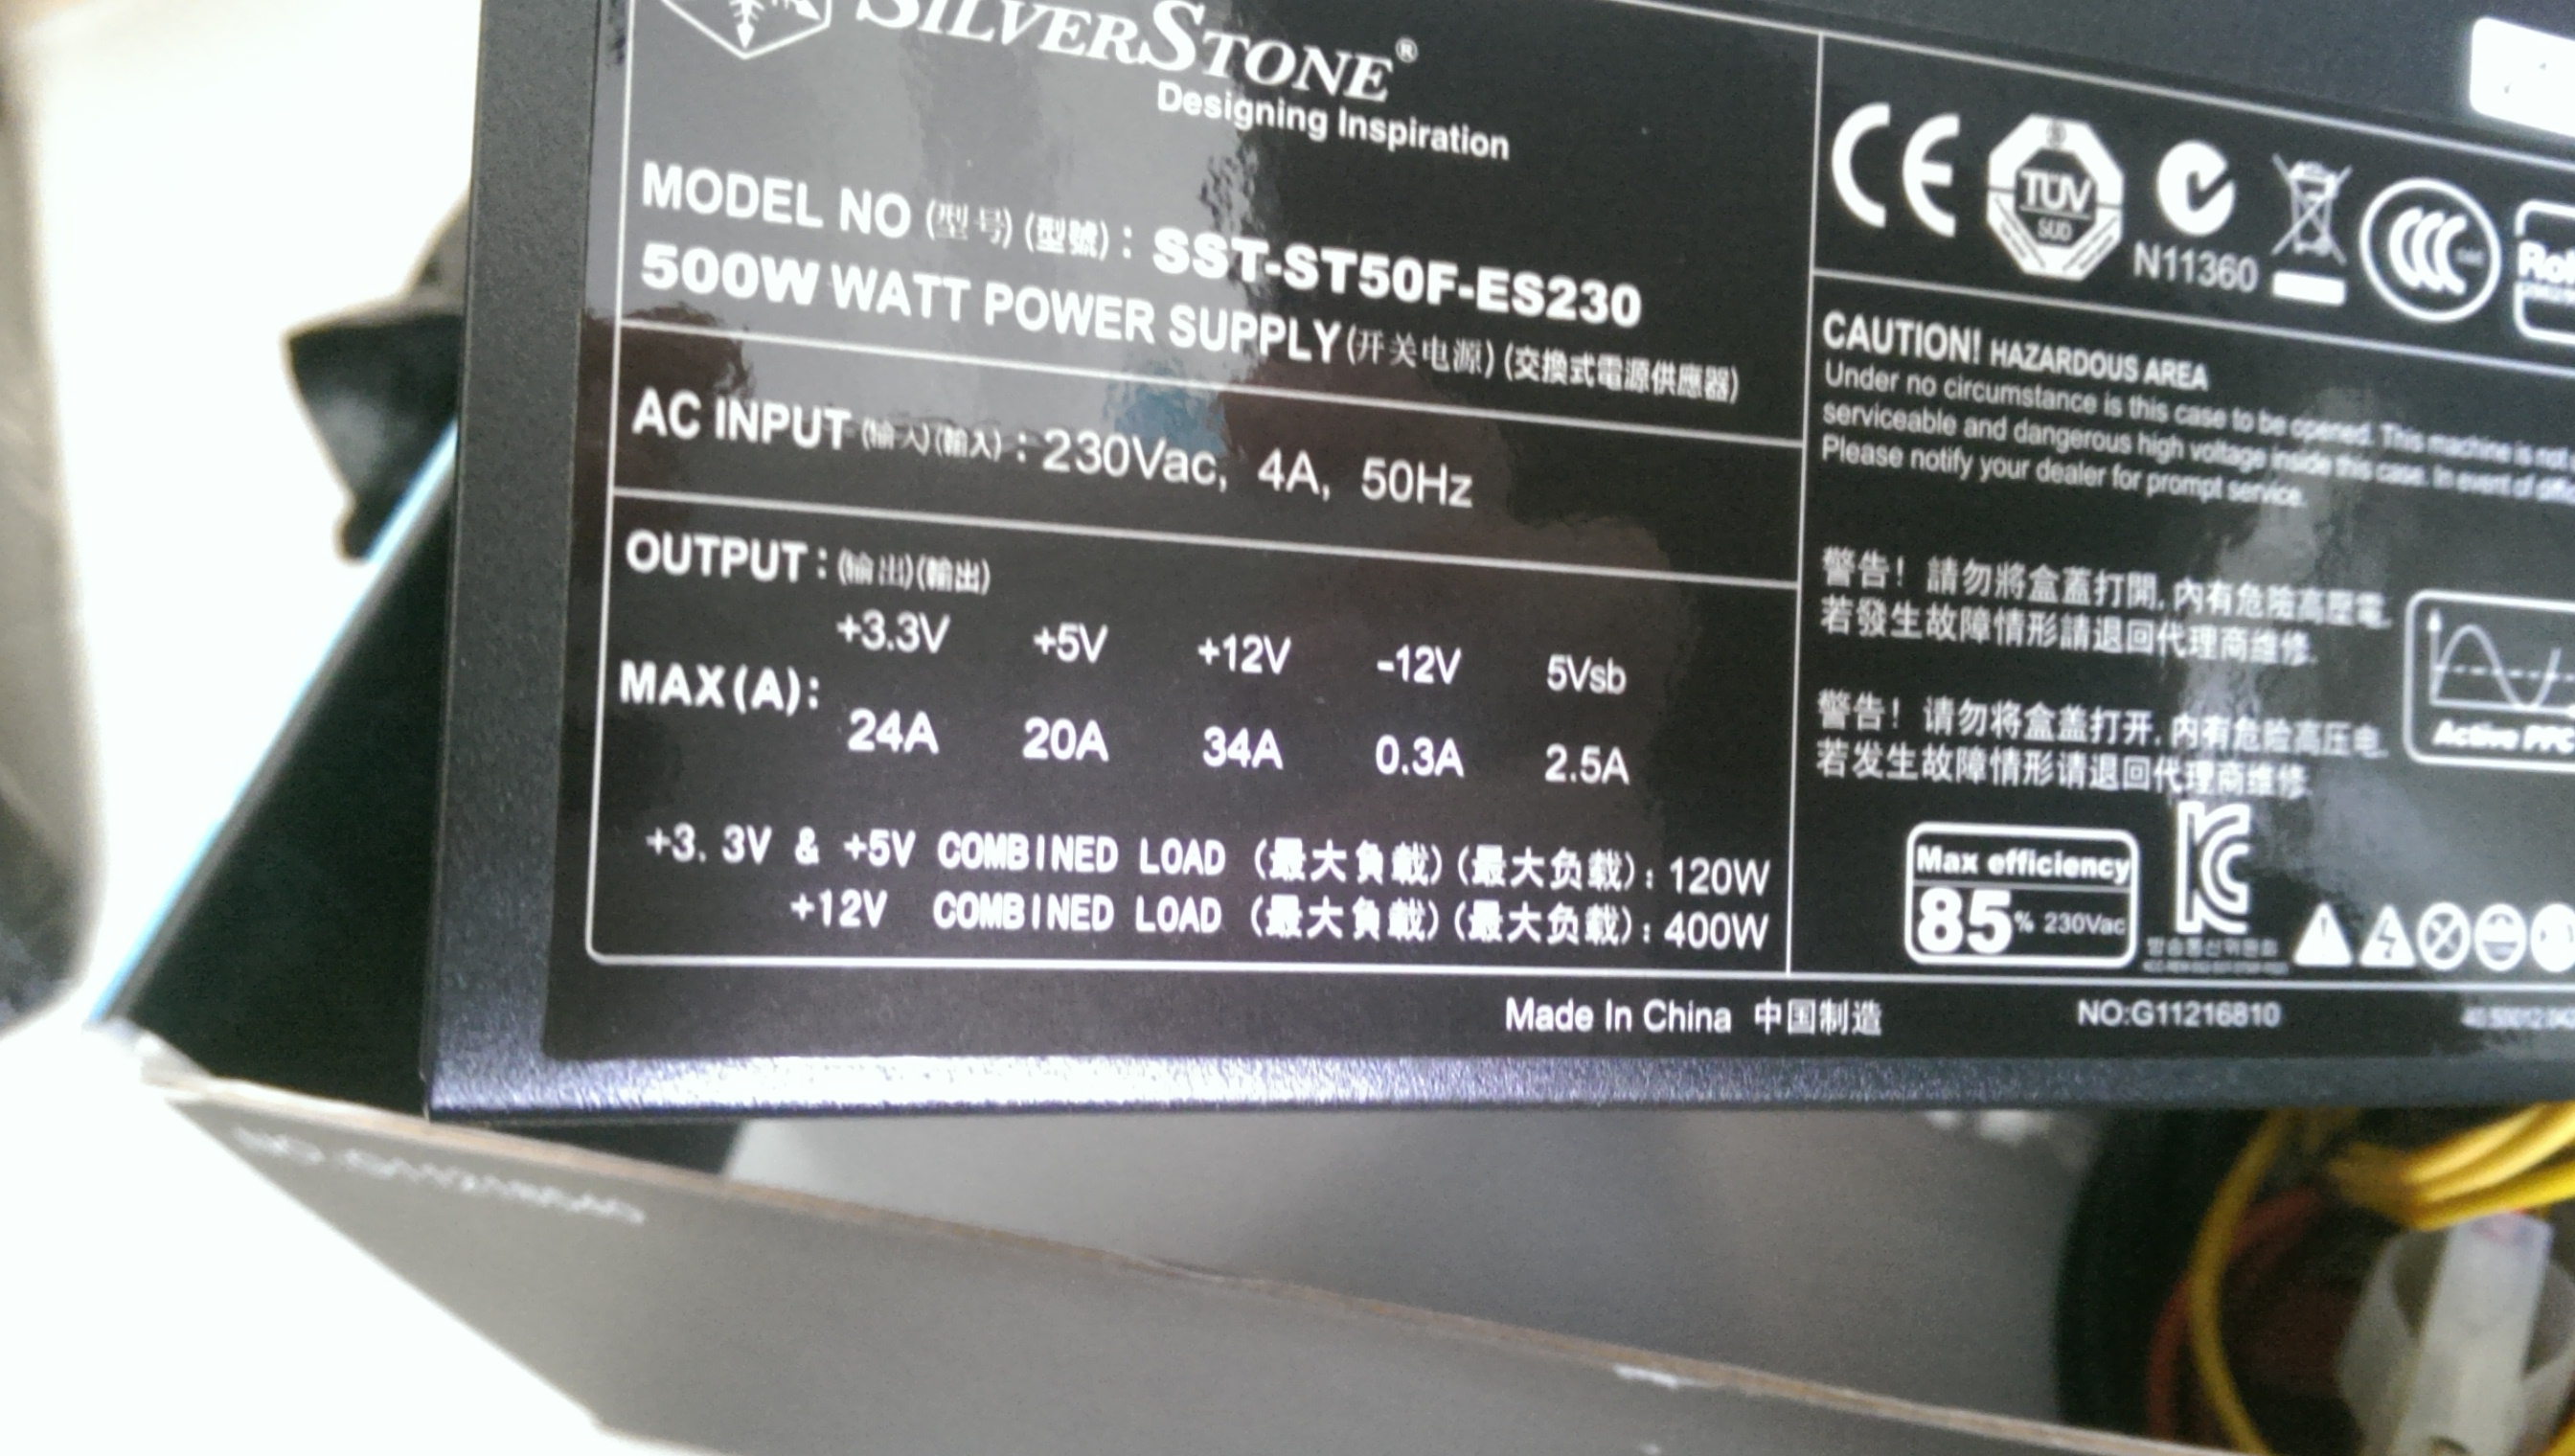 SILVERSTONE®
Designing Inspiration
MODEL NO (型号) (型號) : SST-ST50F-ES230
500W WATT POWER SUPPLY (开关电源) (交換式電源供應器)
AC INPUT (输入) (輸入) : 230Vac, 4A, 50Hz
OUTPUT : (输出) (輸出)
+3.3V +5V +12V -12V 5Vsb
MAX(A):
24A 20A 34A 0.3A 2.5A
+3.3V & +5V COMBINED LOAD (最大負載) (最大负载) : 120W
+12V COMBINED LOAD (最大負載) (最大负载) : 400W
CE
TÜV
SÜD
N11360
CCC
CAUTION! HAZARDOUS AREA
Under no circumstance is this case to be opened. This machine is not
serviceable and dangerous high voltage inside this case. In event of
Please notify your dealer for prompt service.
警告！請勿將盒蓋打開,內有危險高壓電,
若發生故障情形請退回代理商維修.
警告！请勿将盒盖打开,内有危险高压电,
若发生故障情形请退回代理商维修.
Active PFC
Max efficiency
85% 230Vac
Made In China 中国制造
NO:G11216810